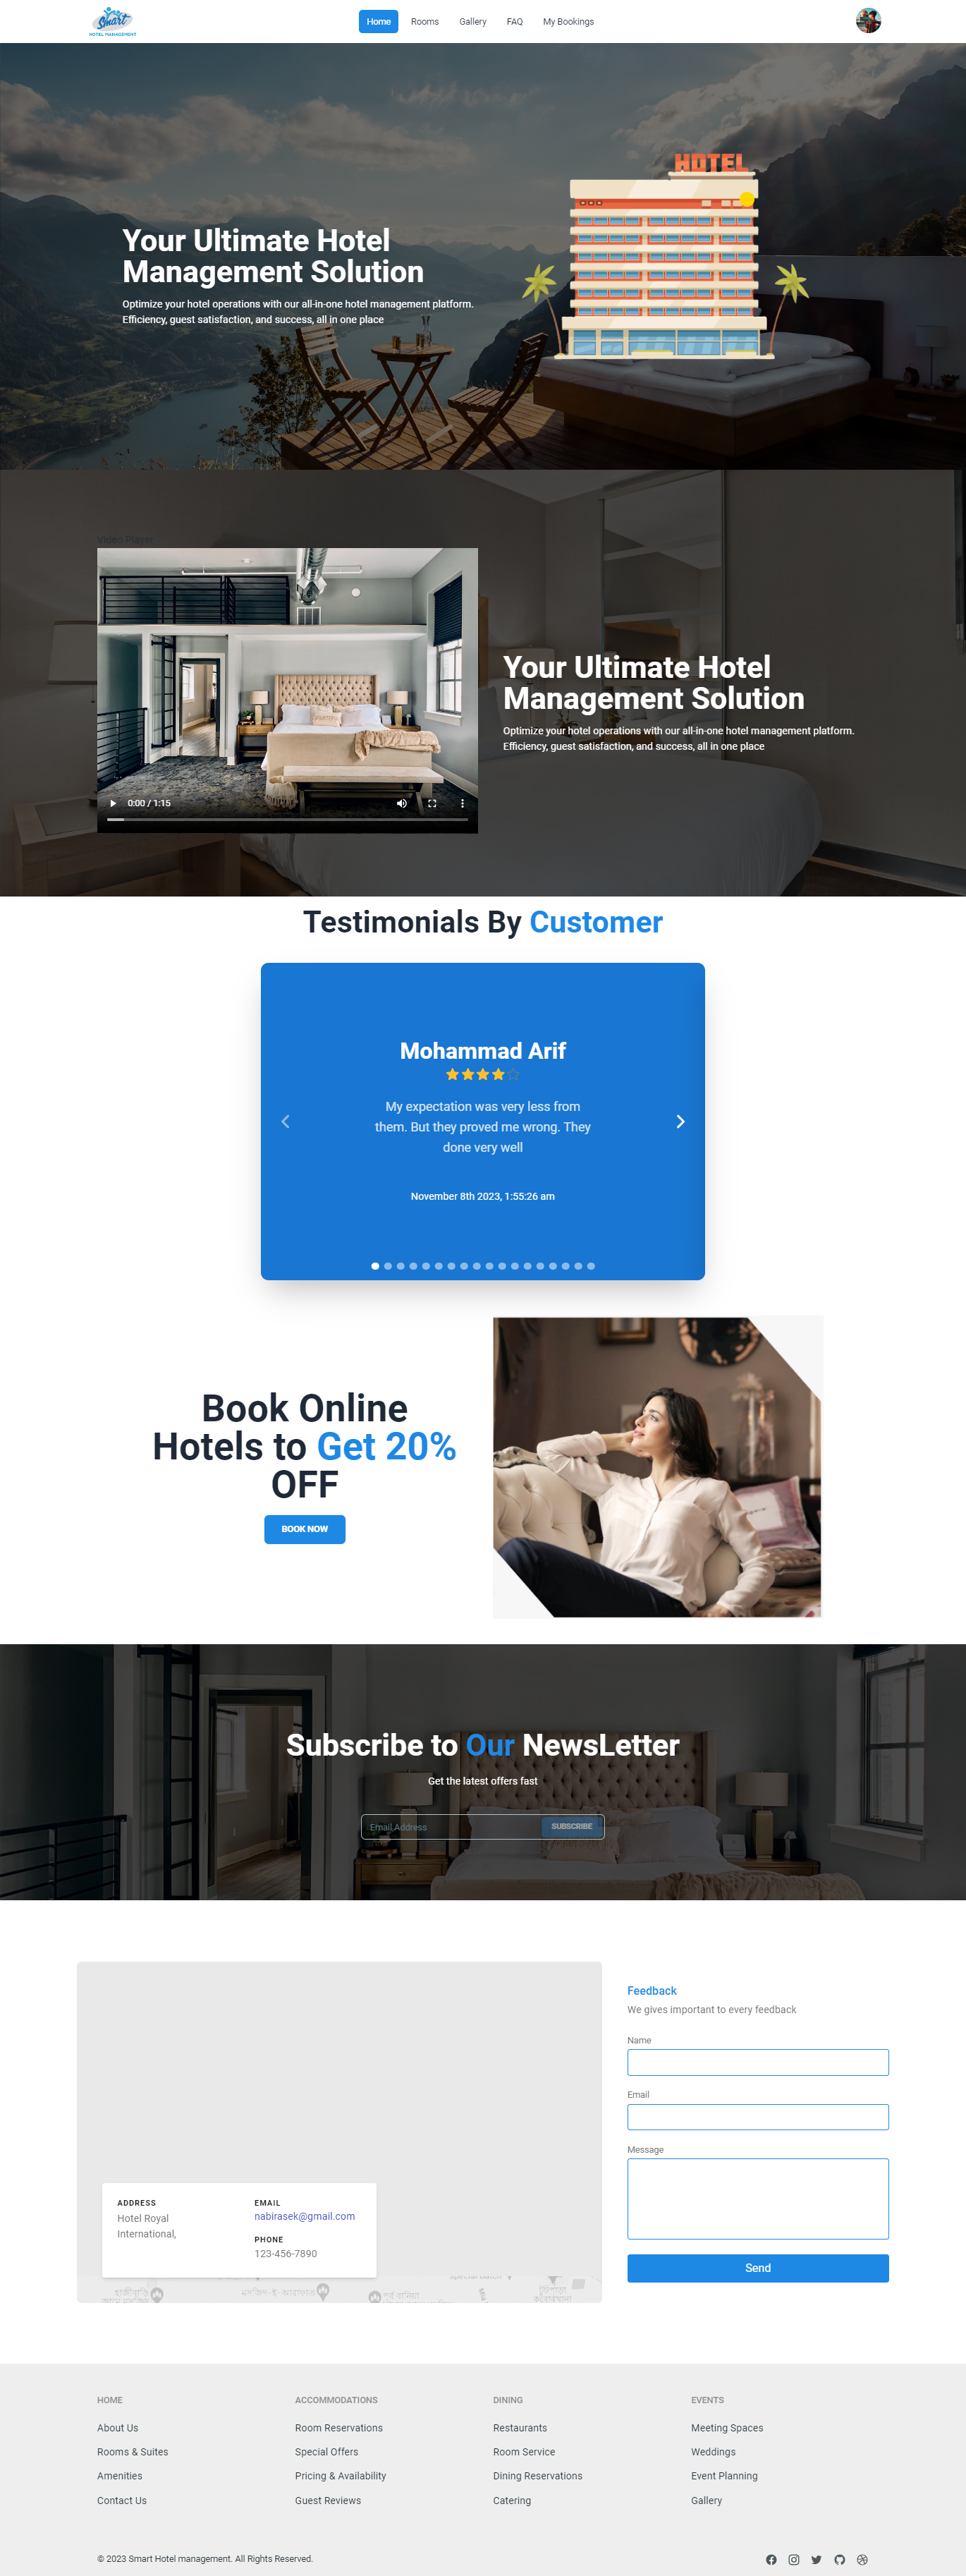 Smart
HOTEL MANAGEMENT
Home
Rooms
Gallery
FAQ
My Bookings
HOTEL
Your Ultimate Hotel
Management Solution
Optimize your hotel operations with our all-in-one hotel management platform.
Efficiency, guest satisfaction, and success, all in one place
Video Player
0:00 / 1:15
Your Ultimate Hotel
Management Solution
Optimize your hotel operations with our all-in-one hotel management platform.
Efficiency, guest satisfaction, and success, all in one place
Testimonials By Customer
Mohammad Arif
My expectation was very less from
them. But they proved me wrong. They
done very well
November 8th 2023, 1:55:26 am
Book Online
Hotels to Get 20%
OFF
BOOK NOW
Subscribe to Our NewsLetter
Get the latest offers fast
Email Address
SUBSCRIBE
ADDRESS
Hotel Royal
International,
EMAIL
nabirasek@gmail.com
PHONE
123-456-7890
Feedback
We gives important to every feedback
Name
Email
Message
Send
HOME
About Us
Rooms & Suites
Amenities
Contact Us
ACCOMMODATIONS
Room Reservations
Special Offers
Pricing & Availability
Guest Reviews
DINING
Restaurants
Room Service
Dining Reservations
Catering
EVENTS
Meeting Spaces
Weddings
Event Planning
Gallery
© 2023 Smart Hotel management. All Rights Reserved.